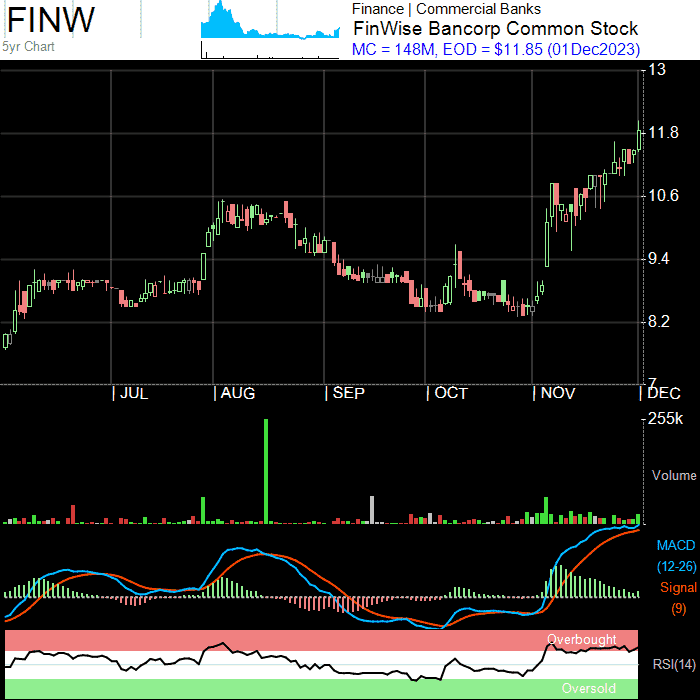 FINW
5yr Chart
Finance | Commercial Banks
FinWise Bancorp Common Stock
MC = 148M, EOD = $11.85 (01Dec2023)
13
11.8
10.6
9.4
8.2
7
JUL
AUG
SEP
OCT
NOV
DEC
255k
Volume
MACD
(12-26)
Signal
(9)
Overbought
RSI(14)
Oversold